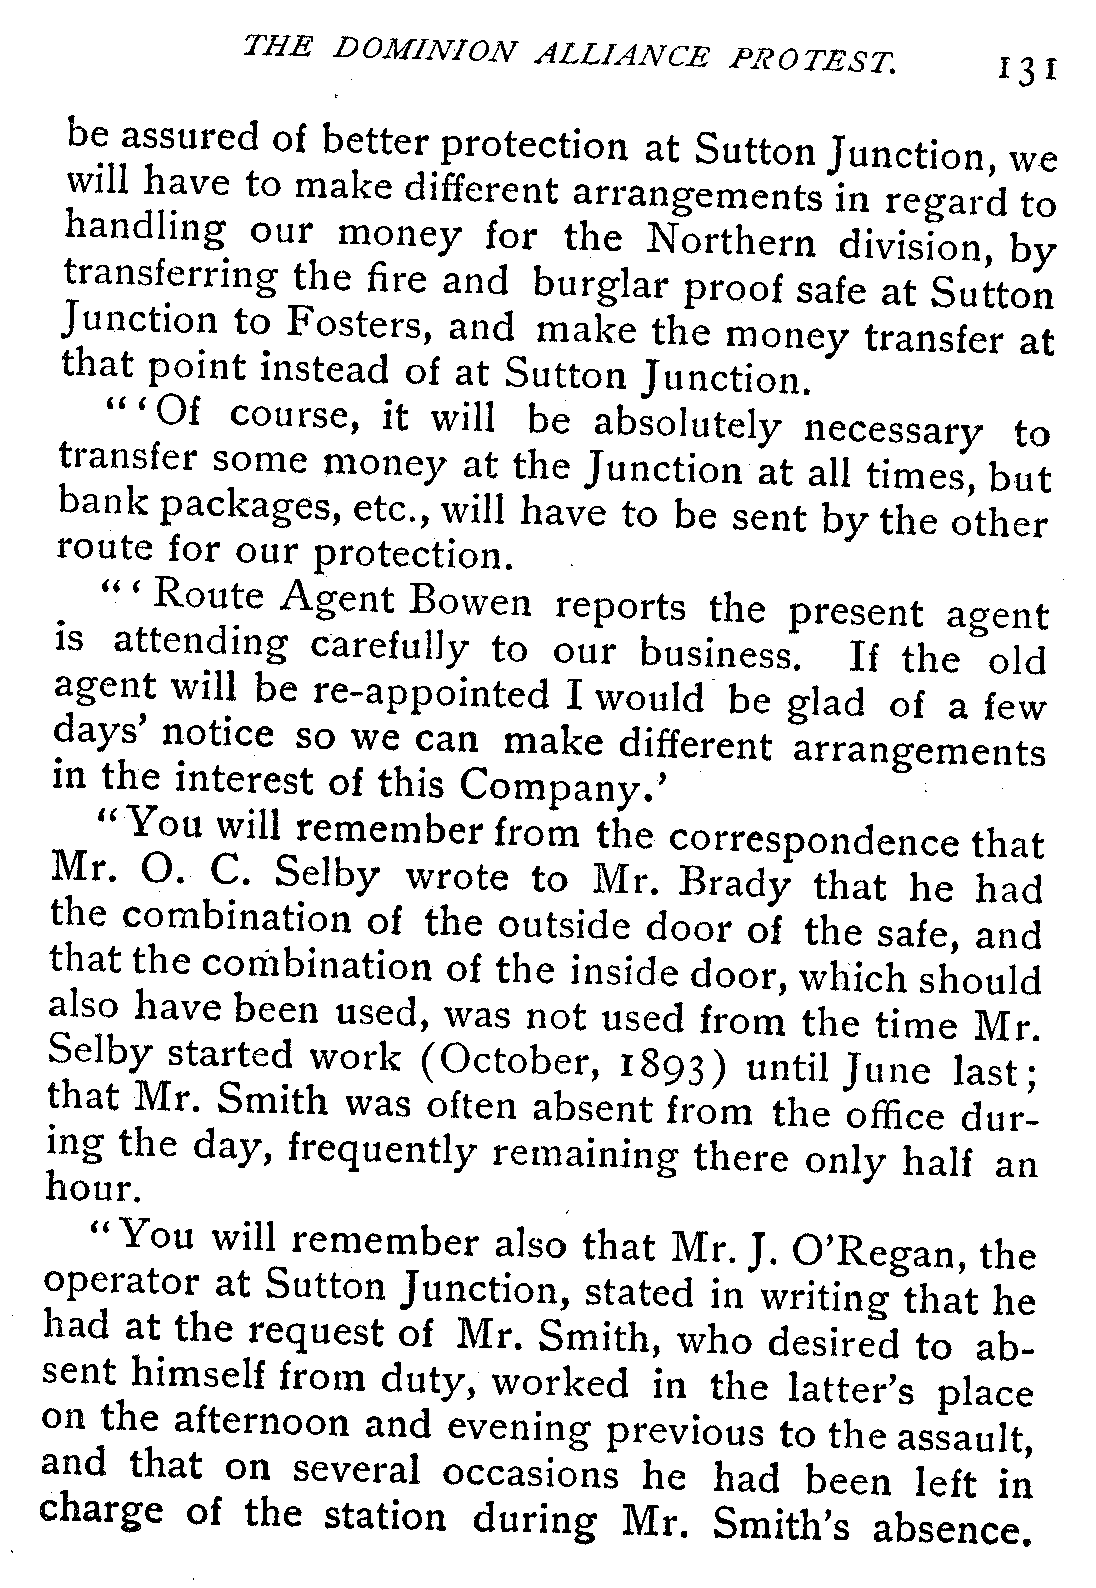 THE DOMINION ALLIANCE PROTEST. 131
be assured of better protection at Sutton Junction, we
will have to make different arrangements in regard to
handling our money for the Northern division, by
transferring the fire and burglar proof safe at Sutton
Junction to Fosters, and make the money transfer at
that point instead of at Sutton Junction.
"'Of course, it will be absolutely necessary to
transfer some money at the Junction at all times, but
bank packages, etc., will have to be sent by the other
route for our protection.
"'Route Agent Bowen reports the present agent
is attending carefully to our business. If the old
agent will be re-appointed I would be glad of a few
days' notice so we can make different arrangements
in the interest of this Company.'
"You will remember from the correspondence that
Mr. O. C. Selby wrote to Mr. Brady that he had
the combination of the outside door of the safe, and
that the combination of the inside door, which should
also have been used, was not used from the time Mr.
Selby started work (October, 1893) until June last;
that Mr. Smith was often absent from the office dur-
ing the day, frequently remaining there only half an
hour.
"You will remember also that Mr. J. O'Regan, the
operator at Sutton Junction, stated in writing that he
had at the request of Mr. Smith, who desired to ab-
sent himself from duty, worked in the latter's place
on the afternoon and evening previous to the assault,
and that on several occasions he had been left in
charge of the station during Mr. Smith's absence.